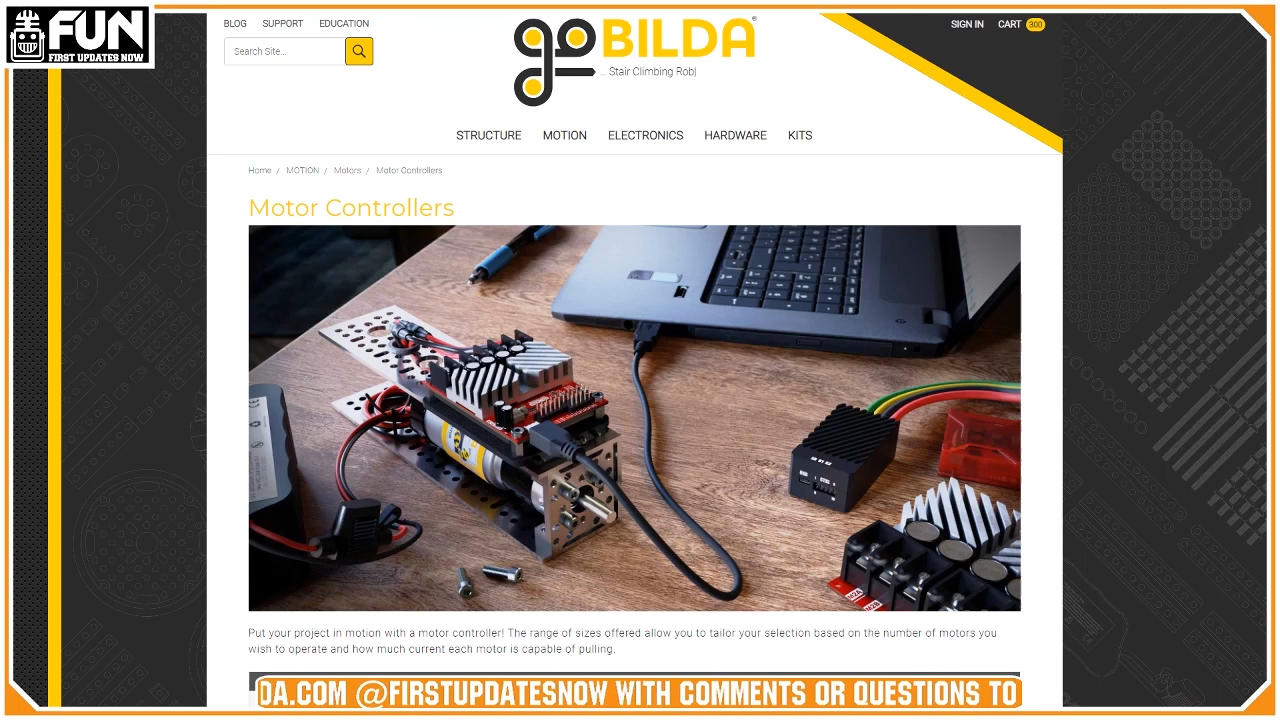 FUN
FIRST UPDATES NOW
BLOG SUPPORT EDUCATION
Search Site...
goBILDA®
... Stair Climbing Rob|
SIGN IN CART 300
STRUCTURE MOTION ELECTRONICS HARDWARE KITS
Home / MOTION / Motors / Motor Controllers
Motor Controllers
M2A
M2B
Put your project in motion with a motor controller! The range of sizes offered allow you to tailor your selection based on the number of motors you
wish to operate and how much current each motor is capable of pulling.
DA.COM @FIRSTUPDATESNOW WITH COMMENTS OR QUESTIONS TO